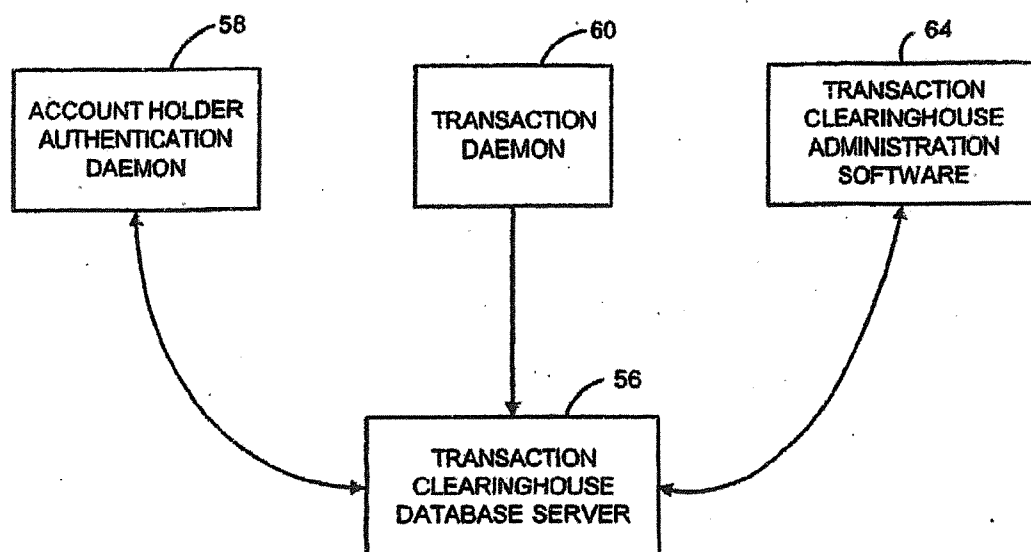 58
60
64
ACCOUNT HOLDER
AUTHENTICATION
DAEMON
TRANSACTION
DAEMON
TRANSACTION
CLEARINGHOUSE
ADMINISTRATION
SOFTWARE
56
TRANSACTION
CLEARINGHOUSE
DATABASE SERVER